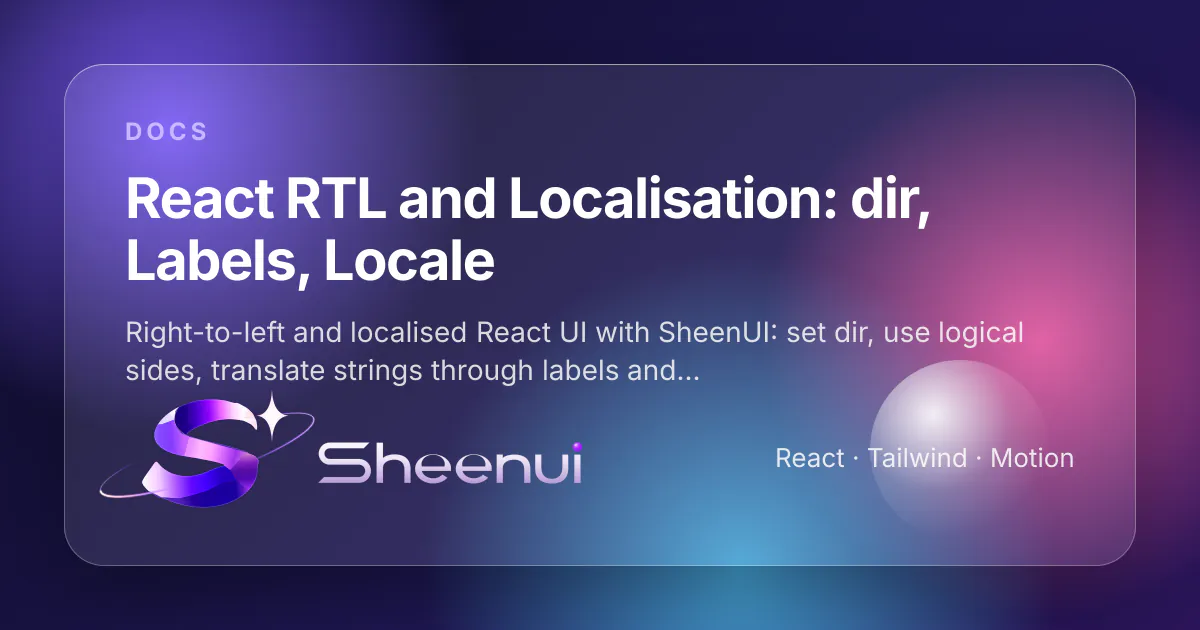 DOCS
React RTL and Localisation: dir,
Labels, Locale
Right-to-left and localised React UI with SheenUI: set dir, use logical
sides, translate strings through labels and...
Sheenui
React · Tailwind · Motion